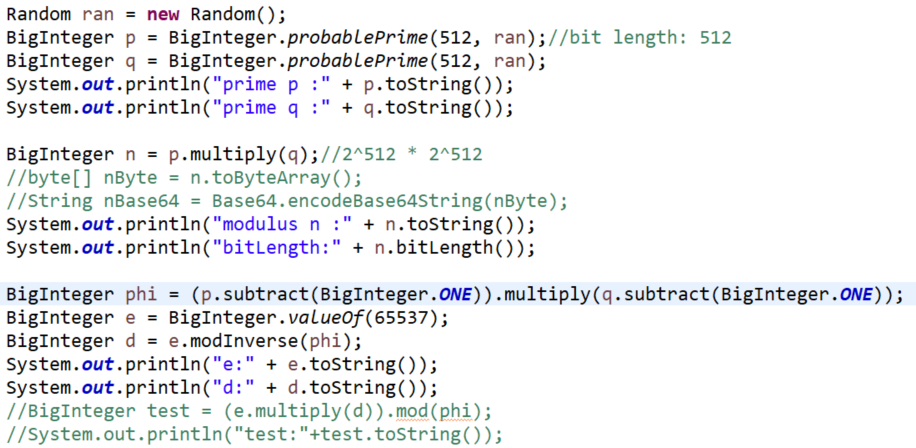 Random ran = new Random();
BigInteger p = BigInteger.probablePrime(512, ran);//bit length: 512
BigInteger q = BigInteger.probablePrime(512, ran);
System.out.println("prime p :" + p.toString());
System.out.println("prime q :" + q.toString());
BigInteger n = p.multiply(q);//2^512 * 2^512
//byte[] nByte = n.toByteArray();
//String nBase64 = Base64.encodeBase64String(nByte);
System.out.println("modulus n :" + n.toString());
System.out.println("bitLength:" + n.bitLength());
BigInteger phi = (p.subtract(BigInteger.ONE)).multiply(q.subtract(BigInteger.ONE));
BigInteger e = BigInteger.valueOf(65537);
BigInteger d = e.modInverse(phi);
System.out.println("e:" + e.toString());
System.out.println("d:" + d.toString());
//BigInteger test = (e.multiply(d)).mod(phi);
//System.out.println("test:"+test.toString());